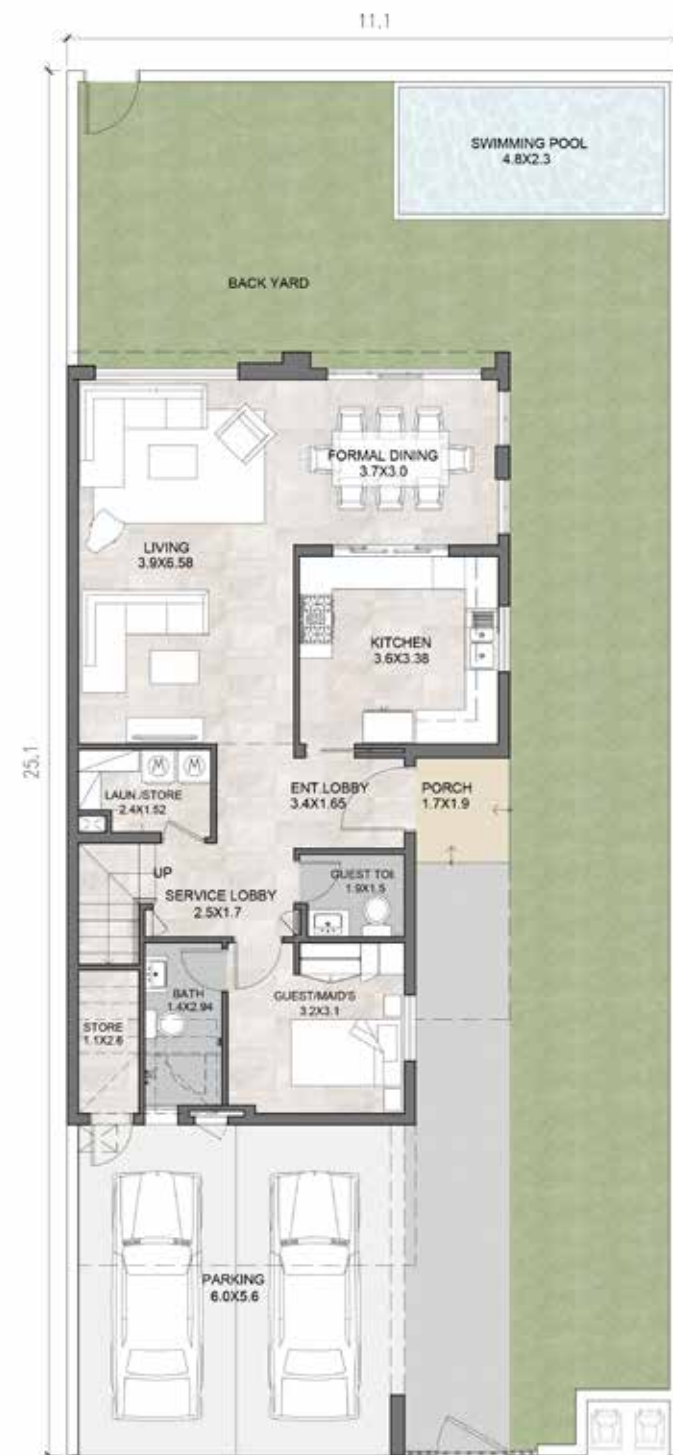 11.1
SWIMMING POOL
4.8X2.3
BACK YARD
FORMAL DINING
3.7X3.0
LIVING
3.9X6.58
KITCHEN
3.6X3.38
25.1
M M
LAUN./STORE
2.4X1.52
ENT.LOBBY
3.4X1.65
PORCH
1.7X1.9
UP
GUEST TOI.
1.9X1.5
SERVICE LOBBY
2.5X1.7
BATH
1.4X2.94
GUEST/MAID'S
3.2X3.1
STORE
1.1X2.6
PARKING
6.0X5.6